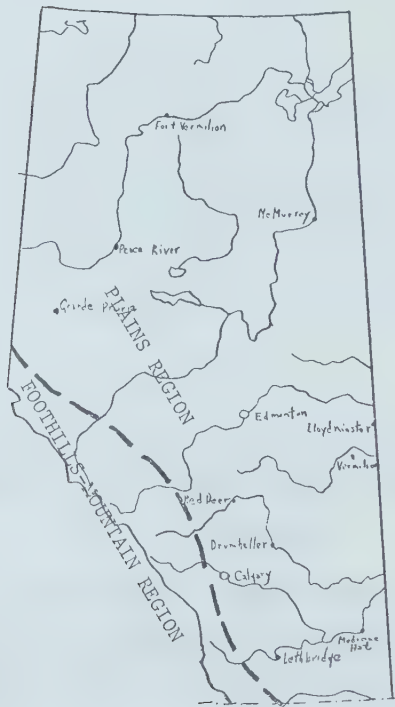 Fort Vermilion
McMurray
Peace River
Grande Prairie
PLAINS REGION
Edmonton
Lloydminster
FOOTHILLS-MOUNTAIN REGION
Red Deer
Drumheller
Calgary
Medicine
Hat
Lethbridge